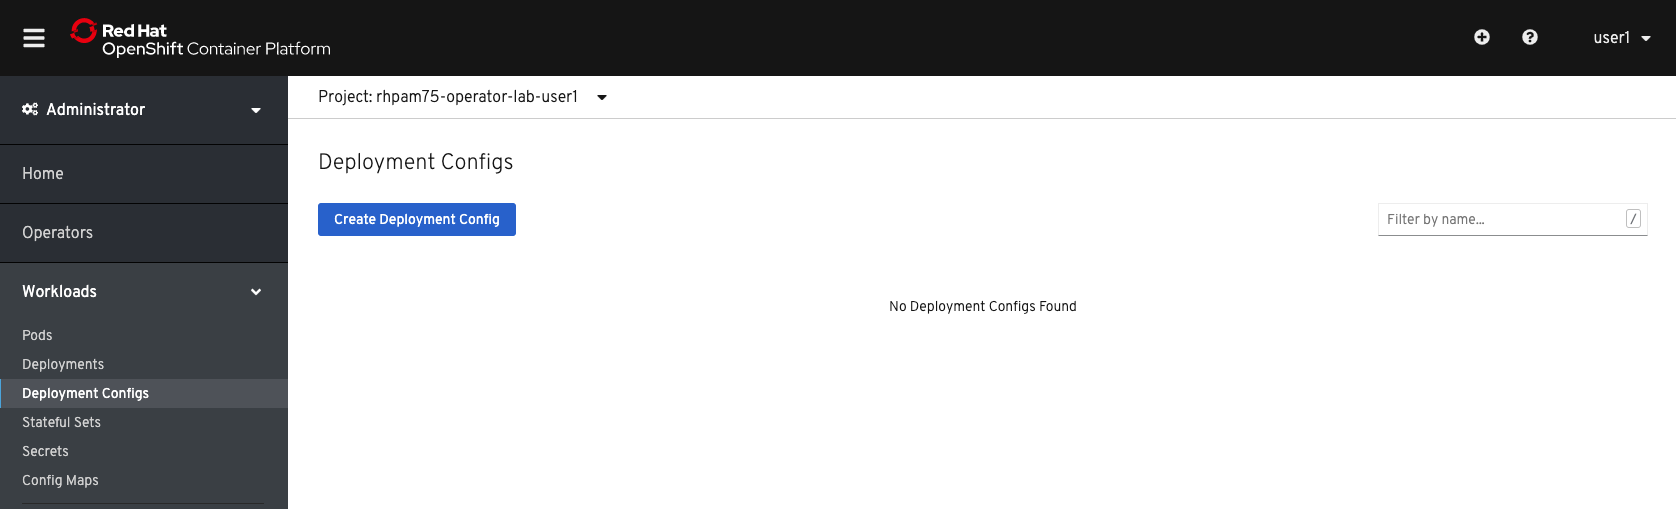 Red Hat
OpenShift Container Platform
user1
Administrator
Project: rhpam75-operator-lab-user1
Home
Operators
Workloads
Pods
Deployments
Deployment Configs
Stateful Sets
Secrets
Config Maps
Deployment Configs
Create Deployment Config
Filter by name...
/
No Deployment Configs Found